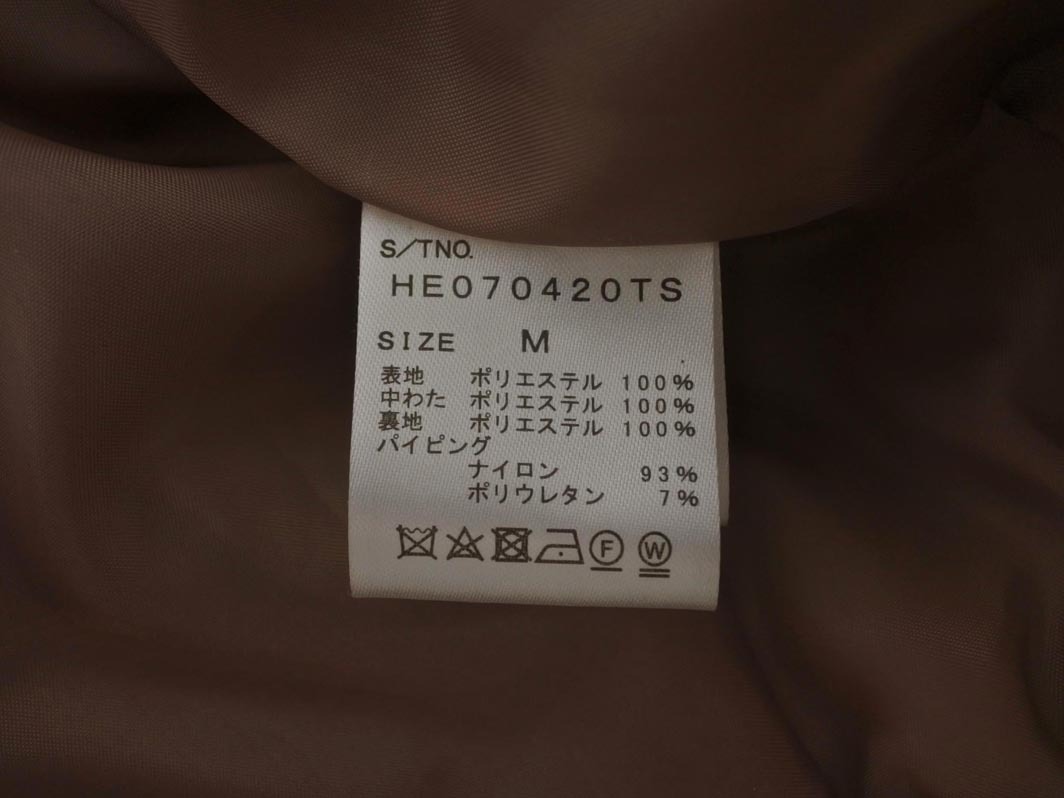 S/TNO.
HE070420TS
SIZE M
表地 ポリエステル 100%
中わた ポリエステル 100%
裏地 ポリエステル 100%
パイピング
ナイロン 93%
ポリウレタン 7%
F W